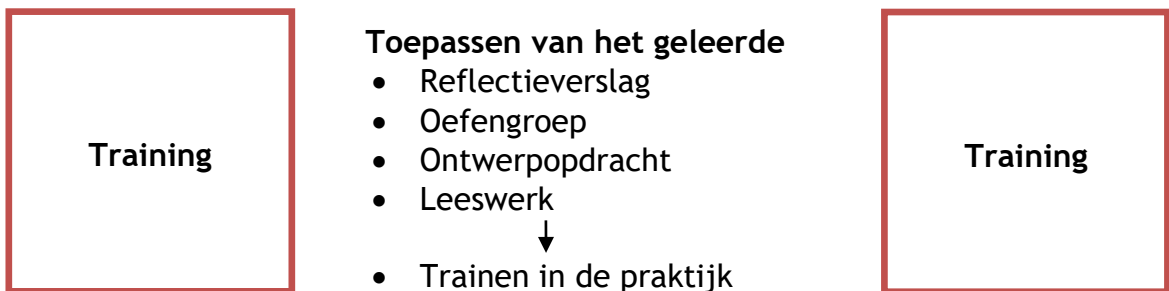 Training
Toepassen van het geleerde
• Reflectieverslag
• Oefengroep
• Ontwerpopdracht
• Leeswerk
• Trainen in de praktijk
Training